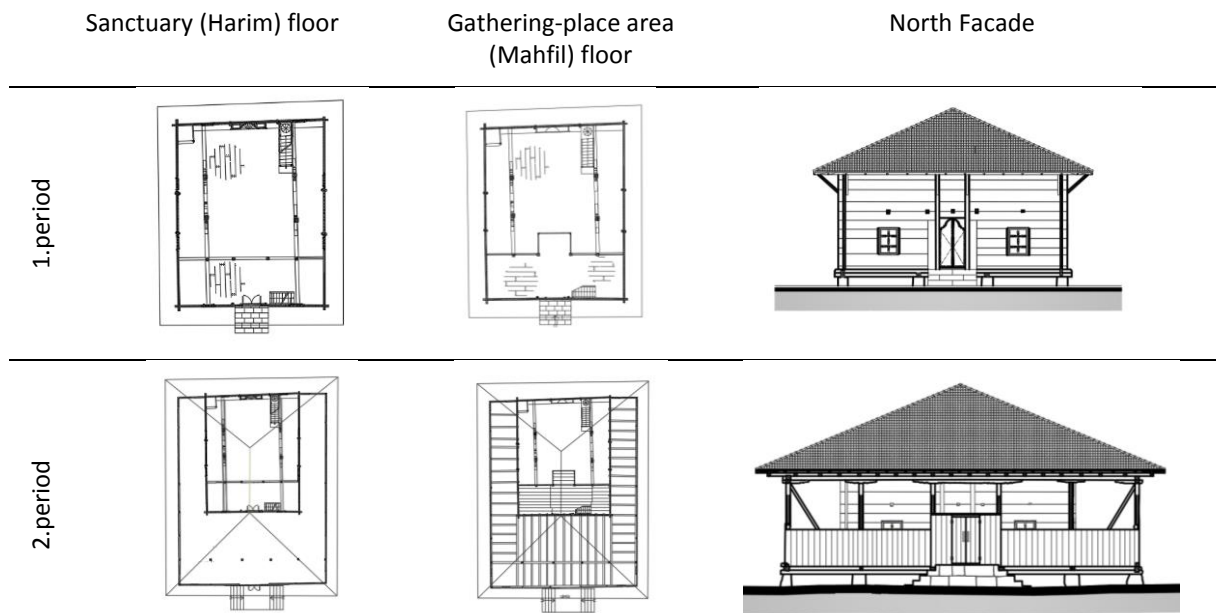 Sanctuary (Harim) floor
Gathering-place area
(Mahfil) floor
North Facade
1.period
2.period